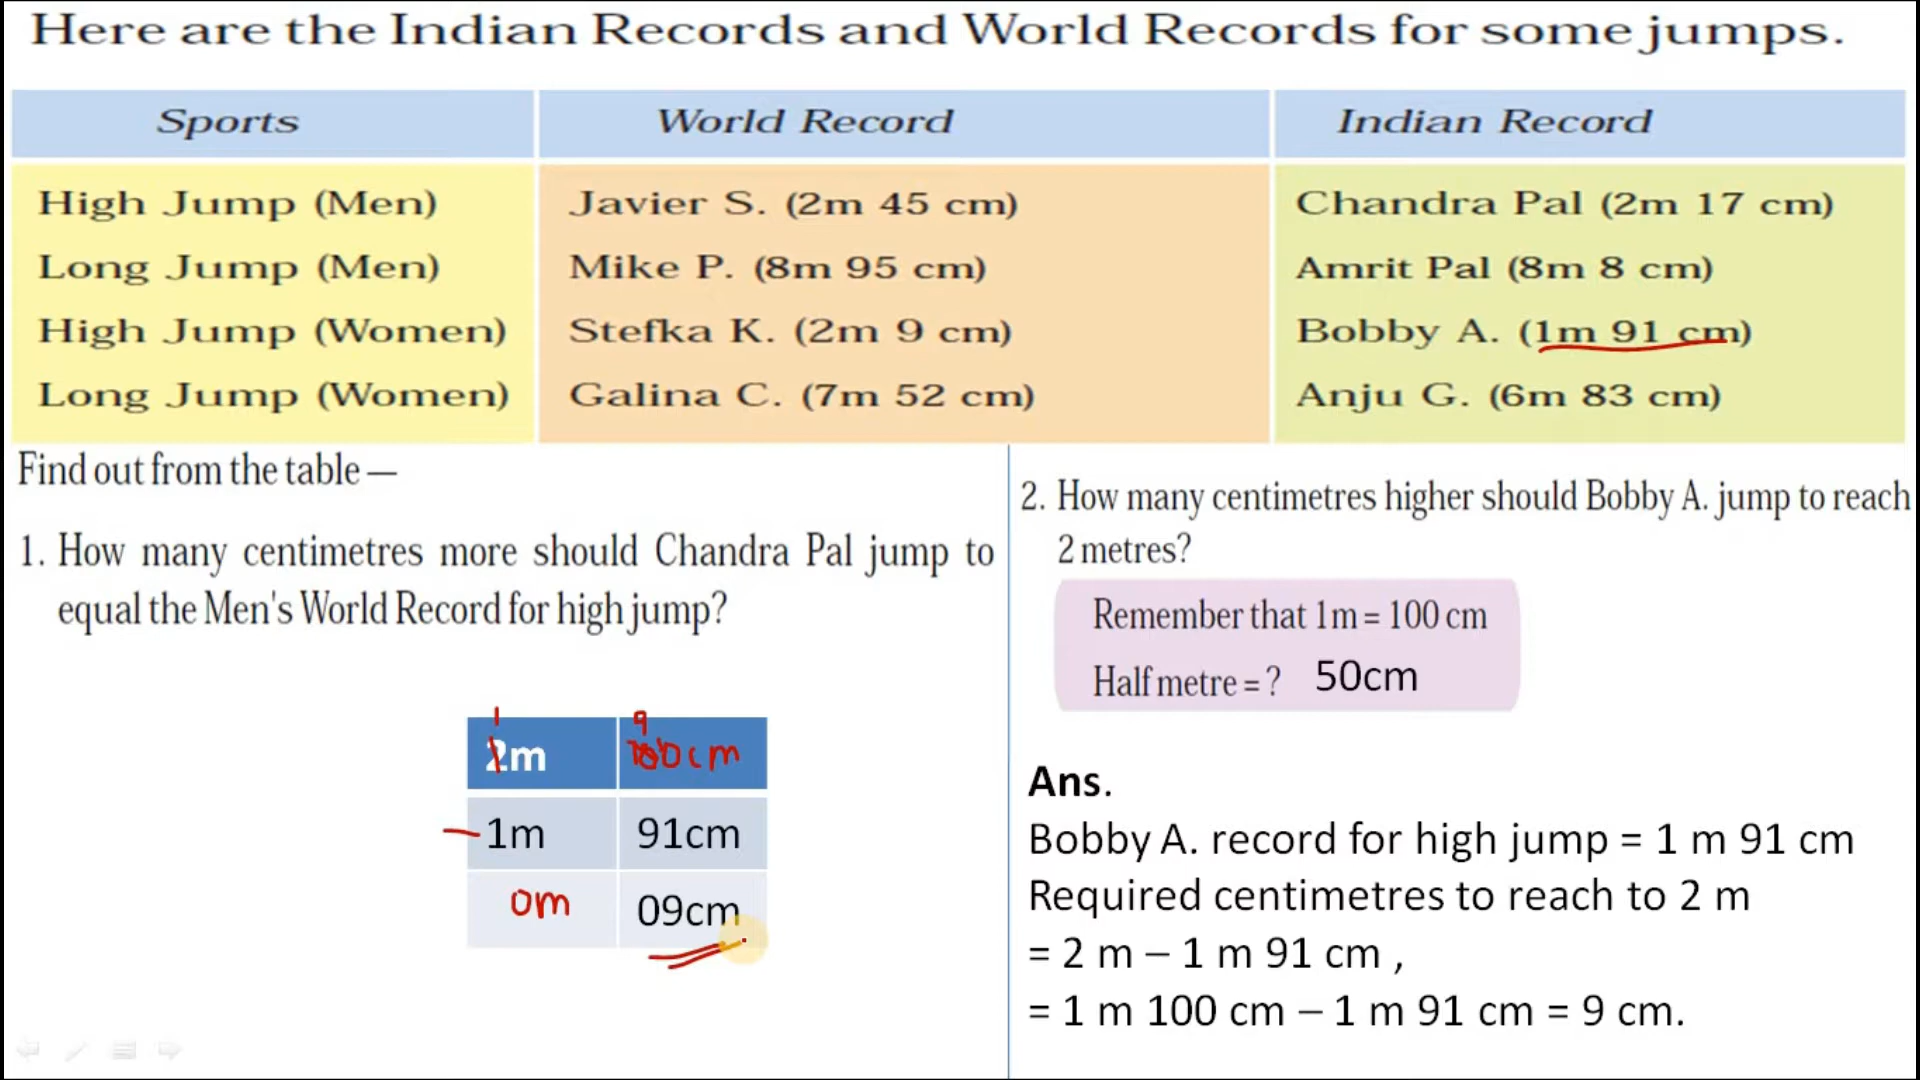 Here are the Indian Records and World Records for some jumps.
Sports World Record Indian Record
High Jump (Men) Javier S. (2m 45 cm) Chandra Pal (2m 17 cm)
Long Jump (Men) Mike P. (8m 95 cm) Amrit Pal (8m 8 cm)
High Jump (Women) Stefka K. (2m 9 cm) Bobby A. (1m 91 cm)
Long Jump (Women) Galina C. (7m 52 cm) Anju G. (6m 83 cm)
Find out from the table —
1. How many centimetres more should Chandra Pal jump to
equal the Men's World Record for high jump?
1 9
2m cm
– 1m 91cm
0m 09cm
2. How many centimetres higher should Bobby A. jump to reach
2 metres?
Remember that 1m = 100 cm
Half metre = ? 50cm
Ans.
Bobby A. record for high jump = 1 m 91 cm
Required centimetres to reach to 2 m
= 2 m – 1 m 91 cm ,
= 1 m 100 cm – 1 m 91 cm = 9 cm.